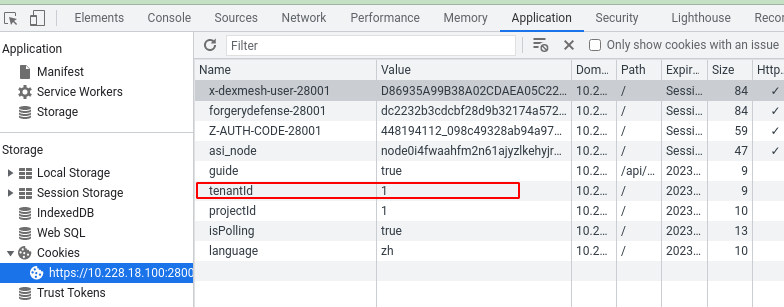 Elements Console Sources Network Performance Memory Application Security Lighthouse Recor
Application
Manifest
Service Workers
Storage
Storage
Local Storage
Session Storage
IndexedDB
Web SQL
Cookies
https://10.228.18.100:2800
Trust Tokens
Filter Only show cookies with an issue
Name Value Dom... Path Expir... Size Http...
x-dexmesh-user-28001 D86935A99B38A02CDAEA05C22... 10.2... / Sessi... 84 ✓
forgerydefense-28001 dc2232b3cdcbf28d9b32174a572... 10.2... / Sessi... 84 ✓
Z-AUTH-CODE-28001 448194112_098c49328ab94a97... 10.2... / Sessi... 59 ✓
asi_node node0i4fwaahfm2n61ajyzlkehyjr... 10.2... / Sessi... 47 ✓
guide true 10.2... /api/... 2023... 9
tenantId 1 10.2... / 2023... 9
projectId 1 10.2... / 2023... 10
isPolling true 10.2... / 2023... 13
language zh 10.2... / 2023... 10